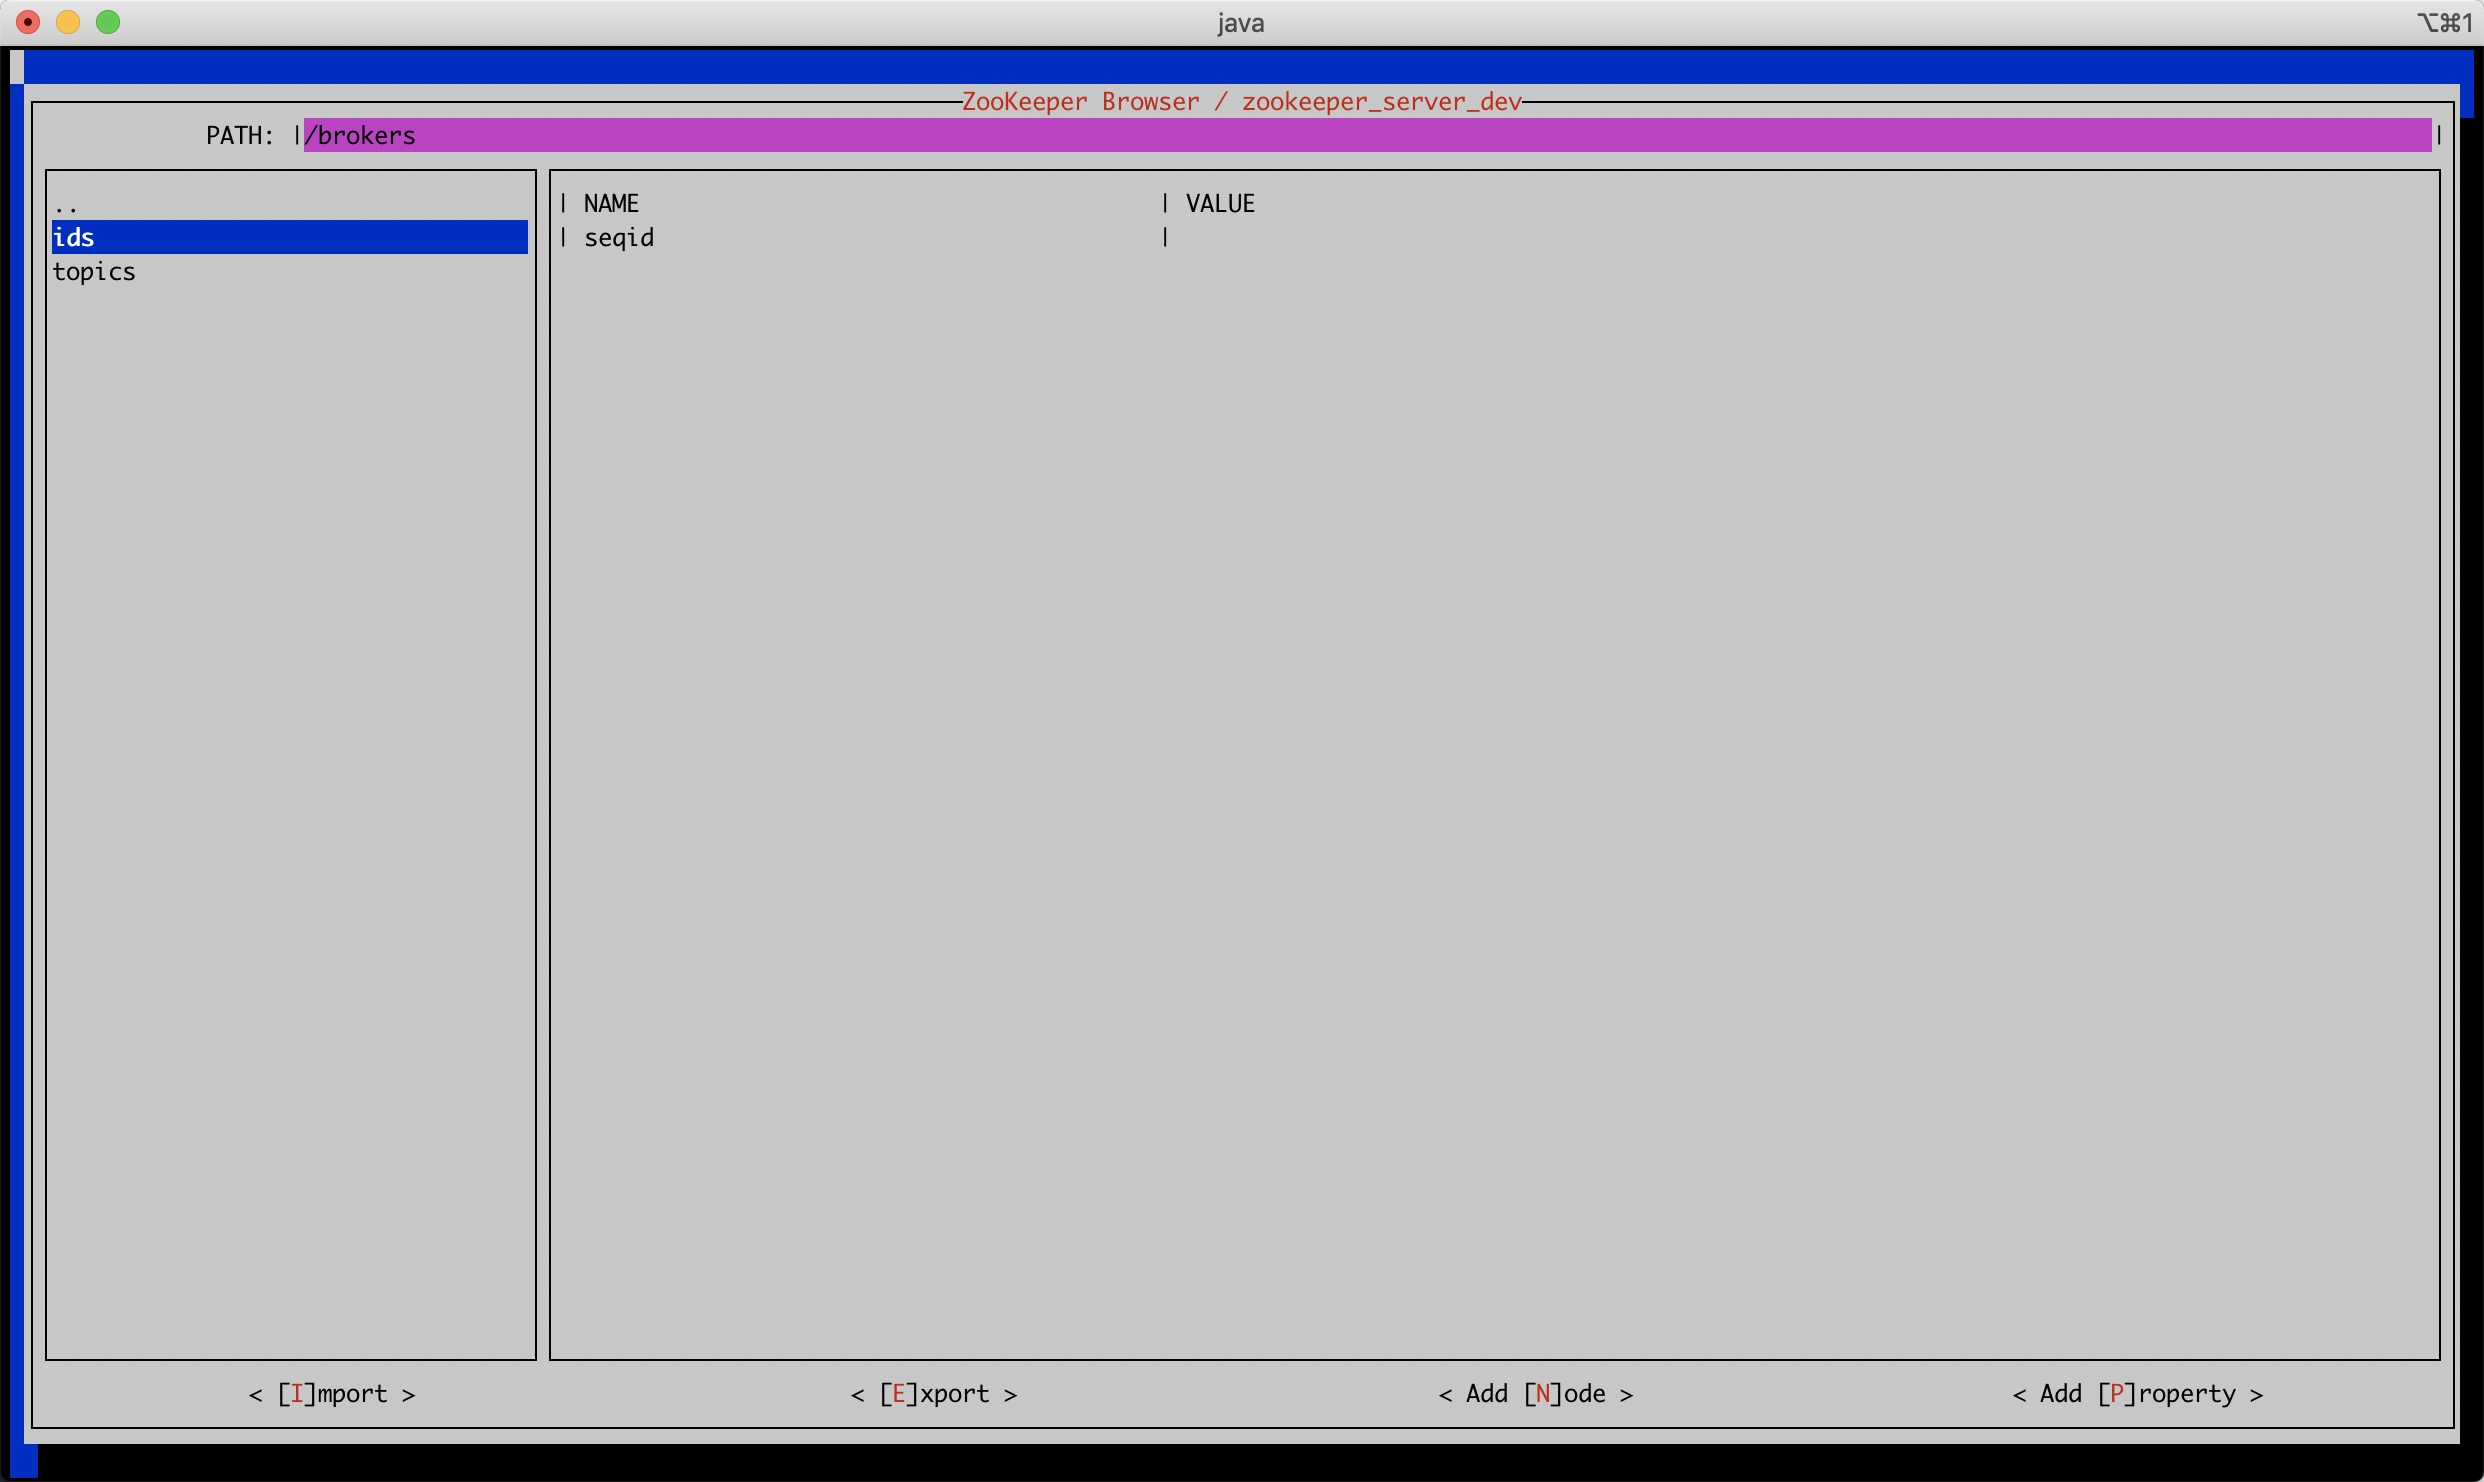 java
⌥⌘1
ZooKeeper Browser / zookeeper_server_dev
PATH: |/brokers |
..
ids
topics
| NAME | VALUE
| seqid |
< [I]mport > < [E]xport > < Add [N]ode > < Add [P]roperty >